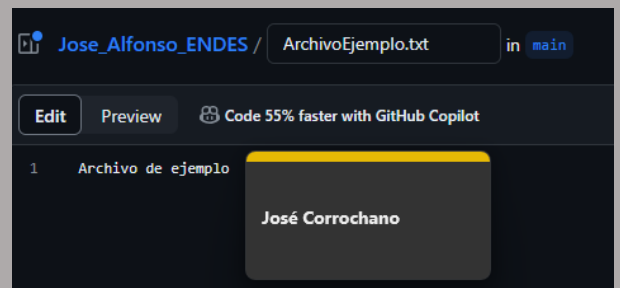 Jose_Alfonso_ENDES / ArchivoEjemplo.txt in main
Edit Preview Code 55% faster with GitHub Copilot
1 Archivo de ejemplo
José Corrochano